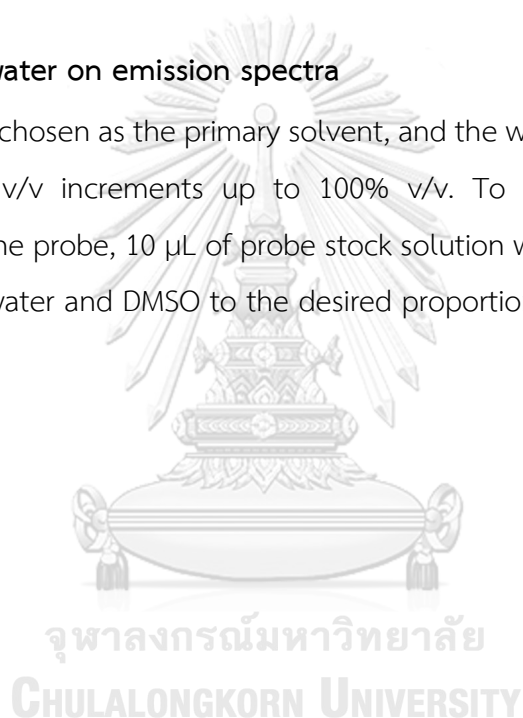 water on emission spectra
chosen as the primary solvent, and the w
v/v increments up to 100% v/v. To
ne probe, 10 µL of probe stock solution w
water and DMSO to the desired proportio
จุฬาลงกรณ์มหาวิทยาลัย
CHULALONGKORN UNIVERSITY